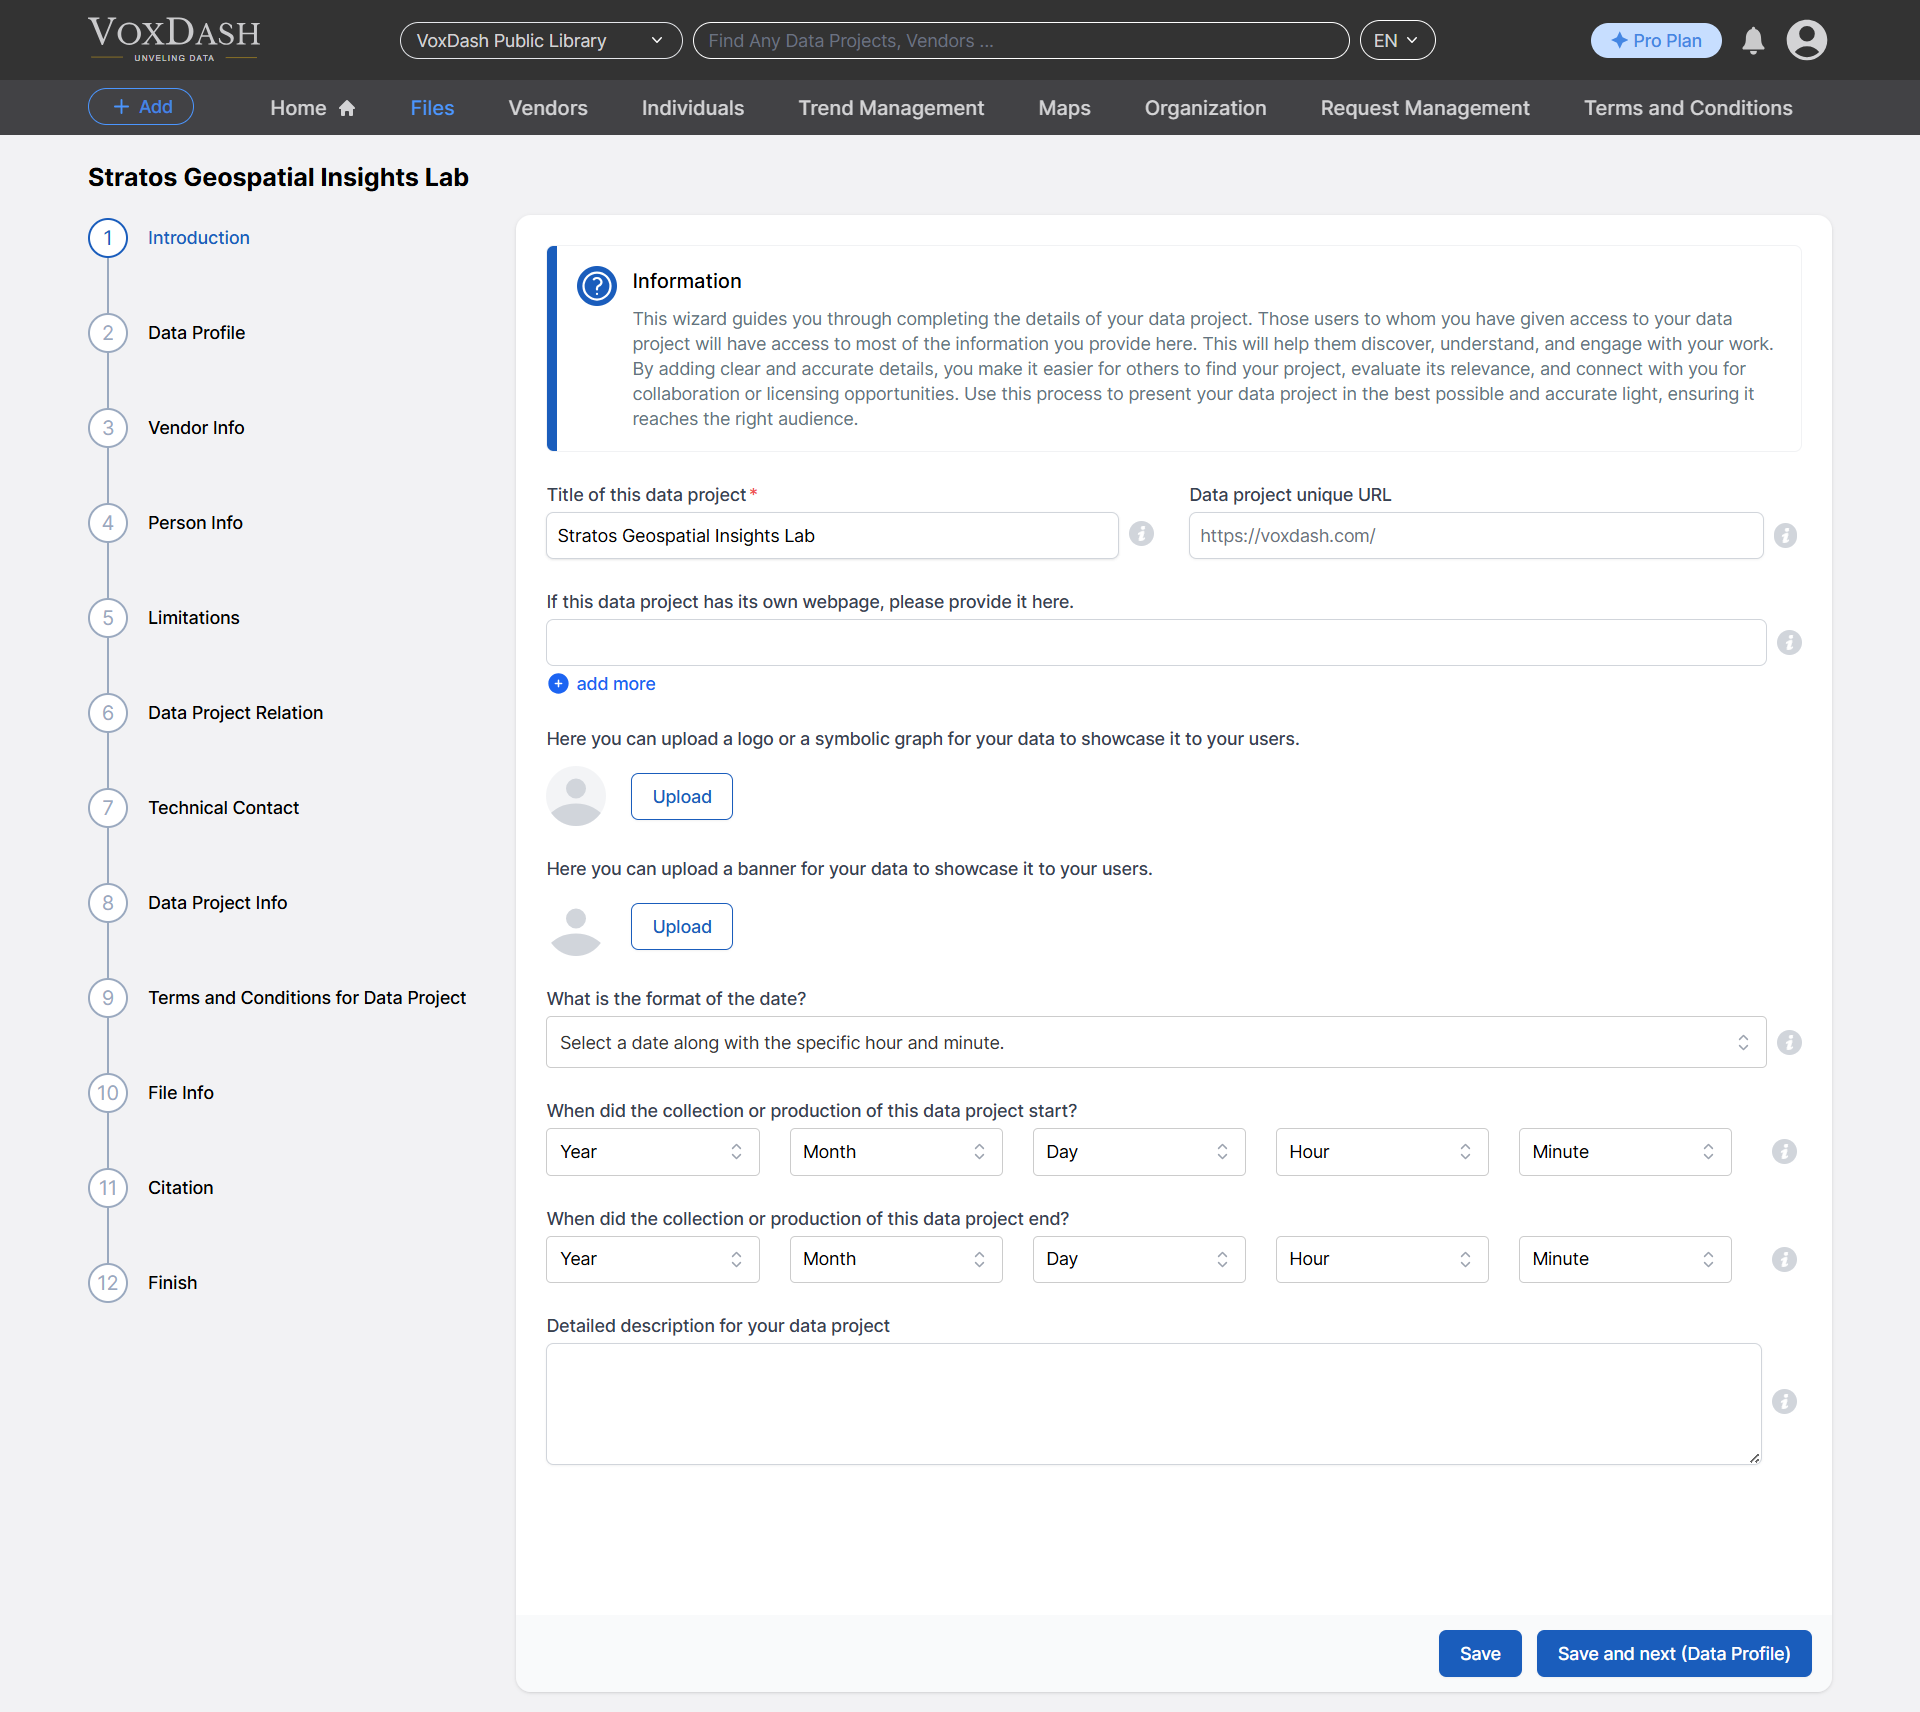 VOXDASH
UNVELING DATA
VoxDash Public Library
Find Any Data Projects, Vendors ...
EN
Pro Plan
+ Add
Home
Files
Vendors
Individuals
Trend Management
Maps
Organization
Request Management
Terms and Conditions
Stratos Geospatial Insights Lab
1 Introduction
2 Data Profile
3 Vendor Info
4 Person Info
5 Limitations
6 Data Project Relation
7 Technical Contact
8 Data Project Info
9 Terms and Conditions for Data Project
10 File Info
11 Citation
12 Finish
Information
This wizard guides you through completing the details of your data project. Those users to whom you have given access to your data
project will have access to most of the information you provide here. This will help them discover, understand, and engage with your work.
By adding clear and accurate details, you make it easier for others to find your project, evaluate its relevance, and connect with you for
collaboration or licensing opportunities. Use this process to present your data project in the best possible and accurate light, ensuring it
reaches the right audience.
Title of this data project*
Stratos Geospatial Insights Lab
Data project unique URL
https://voxdash.com/
If this data project has its own webpage, please provide it here.
add more
Here you can upload a logo or a symbolic graph for your data to showcase it to your users.
Upload
Here you can upload a banner for your data to showcase it to your users.
Upload
What is the format of the date?
Select a date along with the specific hour and minute.
When did the collection or production of this data project start?
Year Month Day Hour Minute
When did the collection or production of this data project end?
Year Month Day Hour Minute
Detailed description for your data project
Save
Save and next (Data Profile)